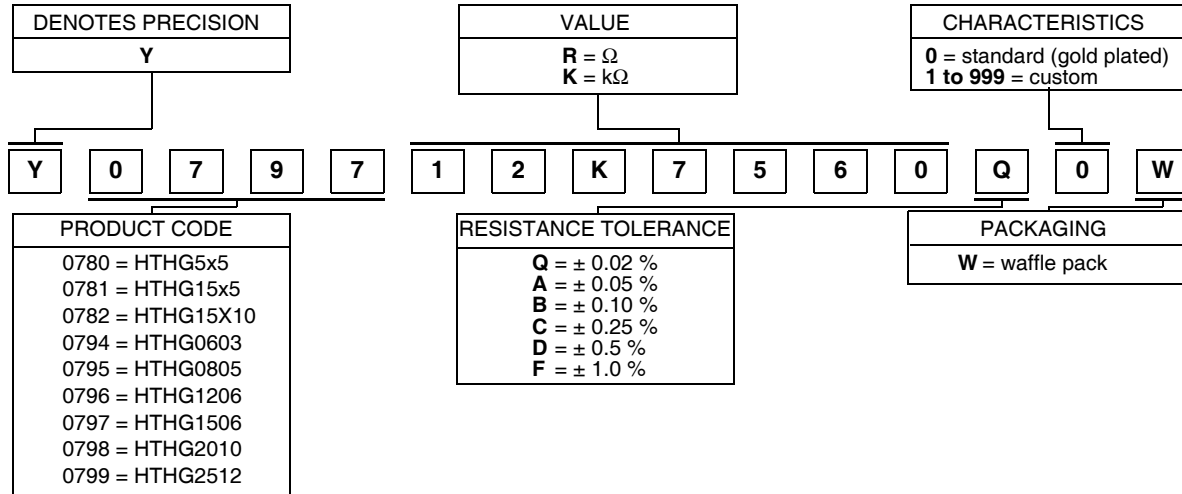 DENOTES PRECISION
Y
VALUE
R = Ω
K = kΩ
CHARACTERISTICS
0 = standard (gold plated)
1 to 999 = custom
Y 0 7 9 7 1 2 K 7 5 6 0 Q 0 W
PRODUCT CODE
0780 = HTHG5x5
0781 = HTHG15x5
0782 = HTHG15X10
0794 = HTHG0603
0795 = HTHG0805
0796 = HTHG1206
0797 = HTHG1506
0798 = HTHG2010
0799 = HTHG2512
RESISTANCE TOLERANCE
Q = ± 0.02 %
A = ± 0.05 %
B = ± 0.10 %
C = ± 0.25 %
D = ± 0.5 %
F = ± 1.0 %
PACKAGING
W = waffle pack